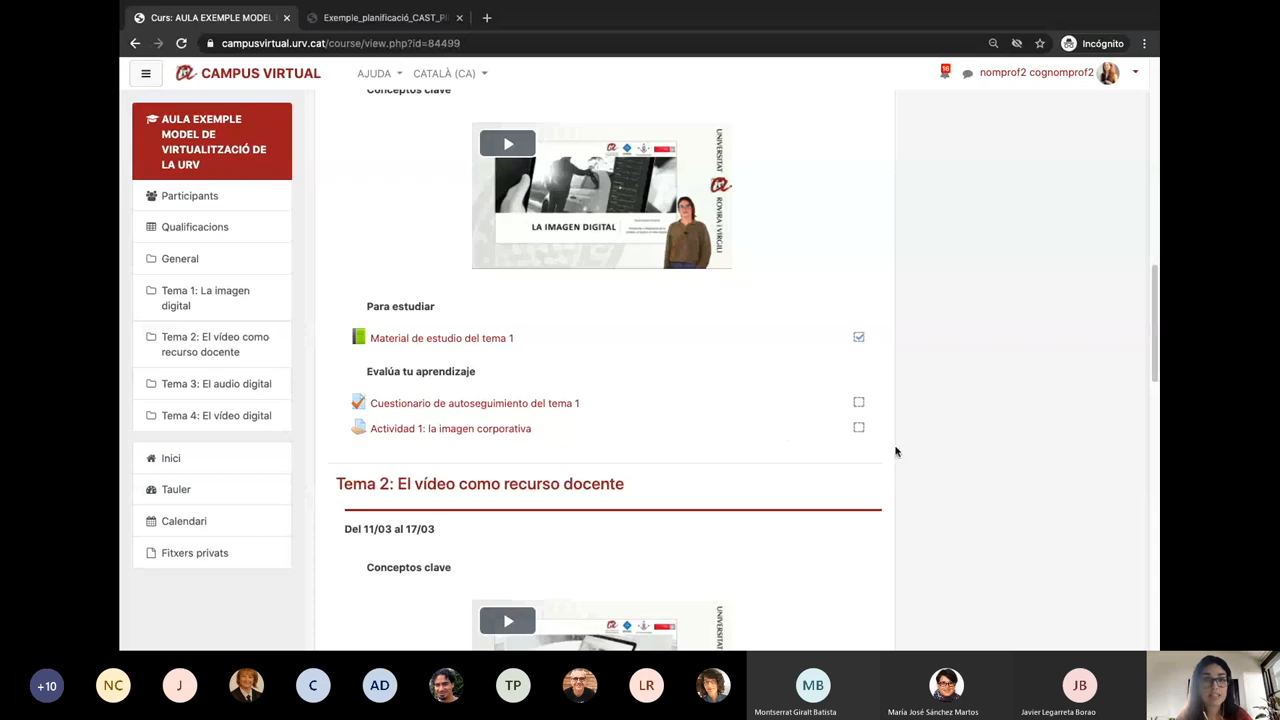 Curs: AULA EXEMPLE MODEL
Exemple_planificació_CAST_PI
campusvirtual.urv.cat/course/view.php?id=84499
Incógnito
CAMPUS VIRTUAL
AJUDA
CATALÀ (CA)
16
nomprof2 cognomprof2
AULA EXEMPLE
MODEL DE
VIRTUALITZACIÓ DE
LA URV
Participants
Qualificacions
General
Tema 1: La imagen
digital
Tema 2: El vídeo como
recurso docente
Tema 3: El audio digital
Tema 4: El vídeo digital
Inici
Tauler
Calendari
Fitxers privats
Conceptos clave
LA IMAGEN DIGITAL
UNIVERSITAT
ROVIRA i VIRGILI
Para estudiar
Material de estudio del tema 1
Evalúa tu aprendizaje
Cuestionario de autoseguimiento del tema 1
Actividad 1: la imagen corporativa
Tema 2: El vídeo como recurso docente
Del 11/03 al 17/03
Conceptos clave
UNIVERSITAT
+10
NC
J
C
AD
TP
LR
MB
JB
Montserrat Giralt Batista
María José Sánchez Martos
Javier Legarreta Borao